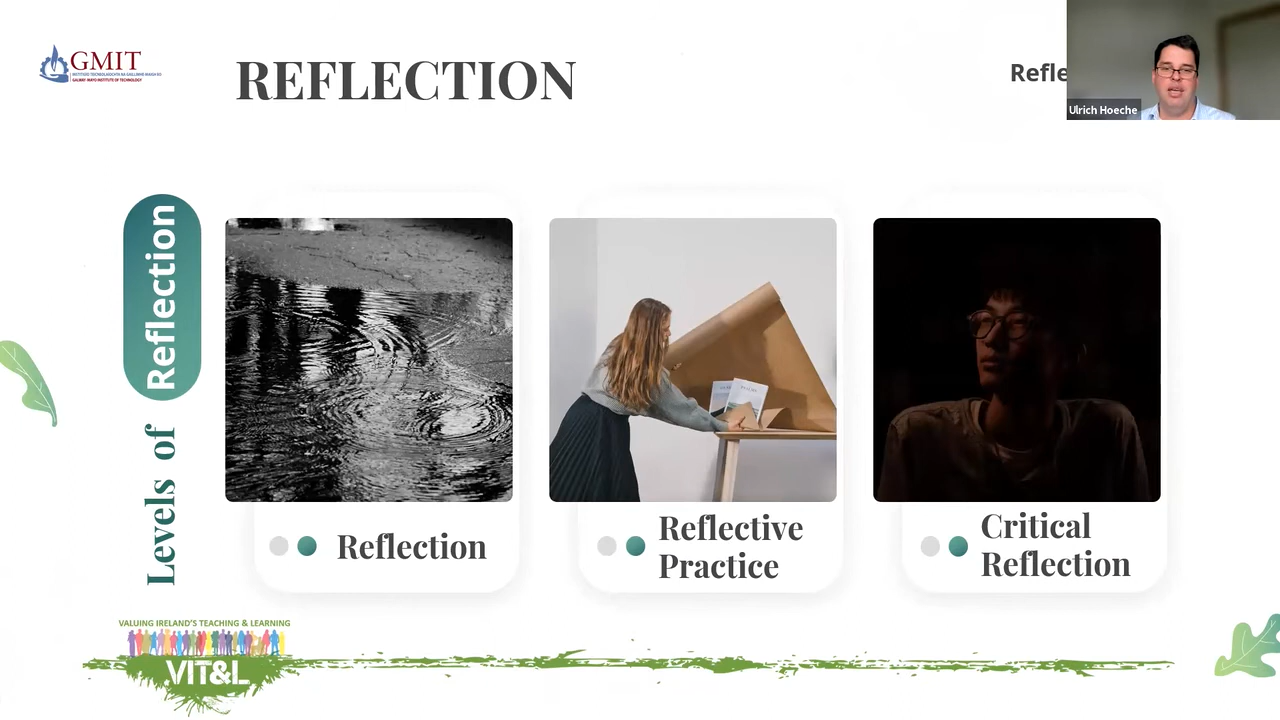 GMIT
REFLECTION
Refle
Ulrich Hoeche
Levels of Reflection
Reflection
Reflective
Practice
Critical
Reflection
VALUING IRELAND'S TEACHING & LEARNING
VIT&L